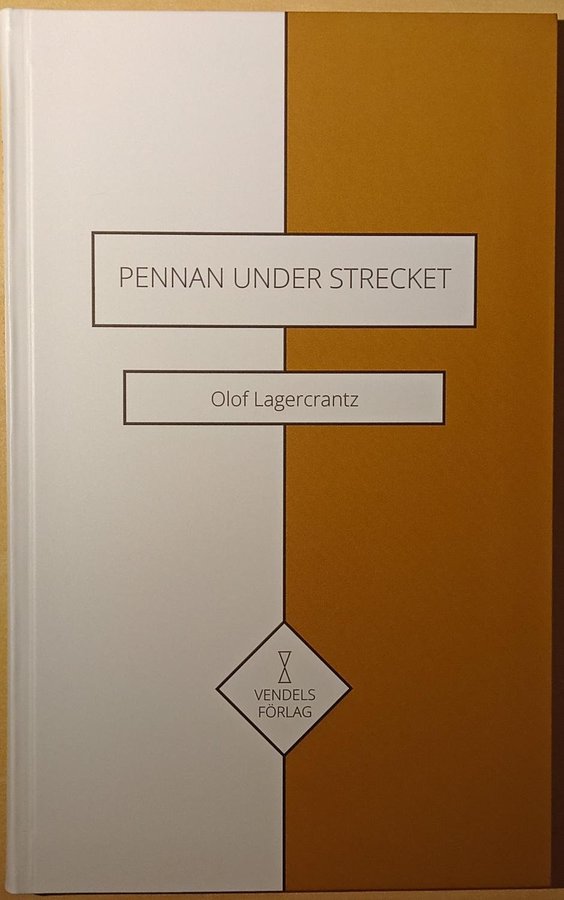 PENNAN UNDER STRECKET
Olof Lagercrantz
VENDELS
FÖRLAG